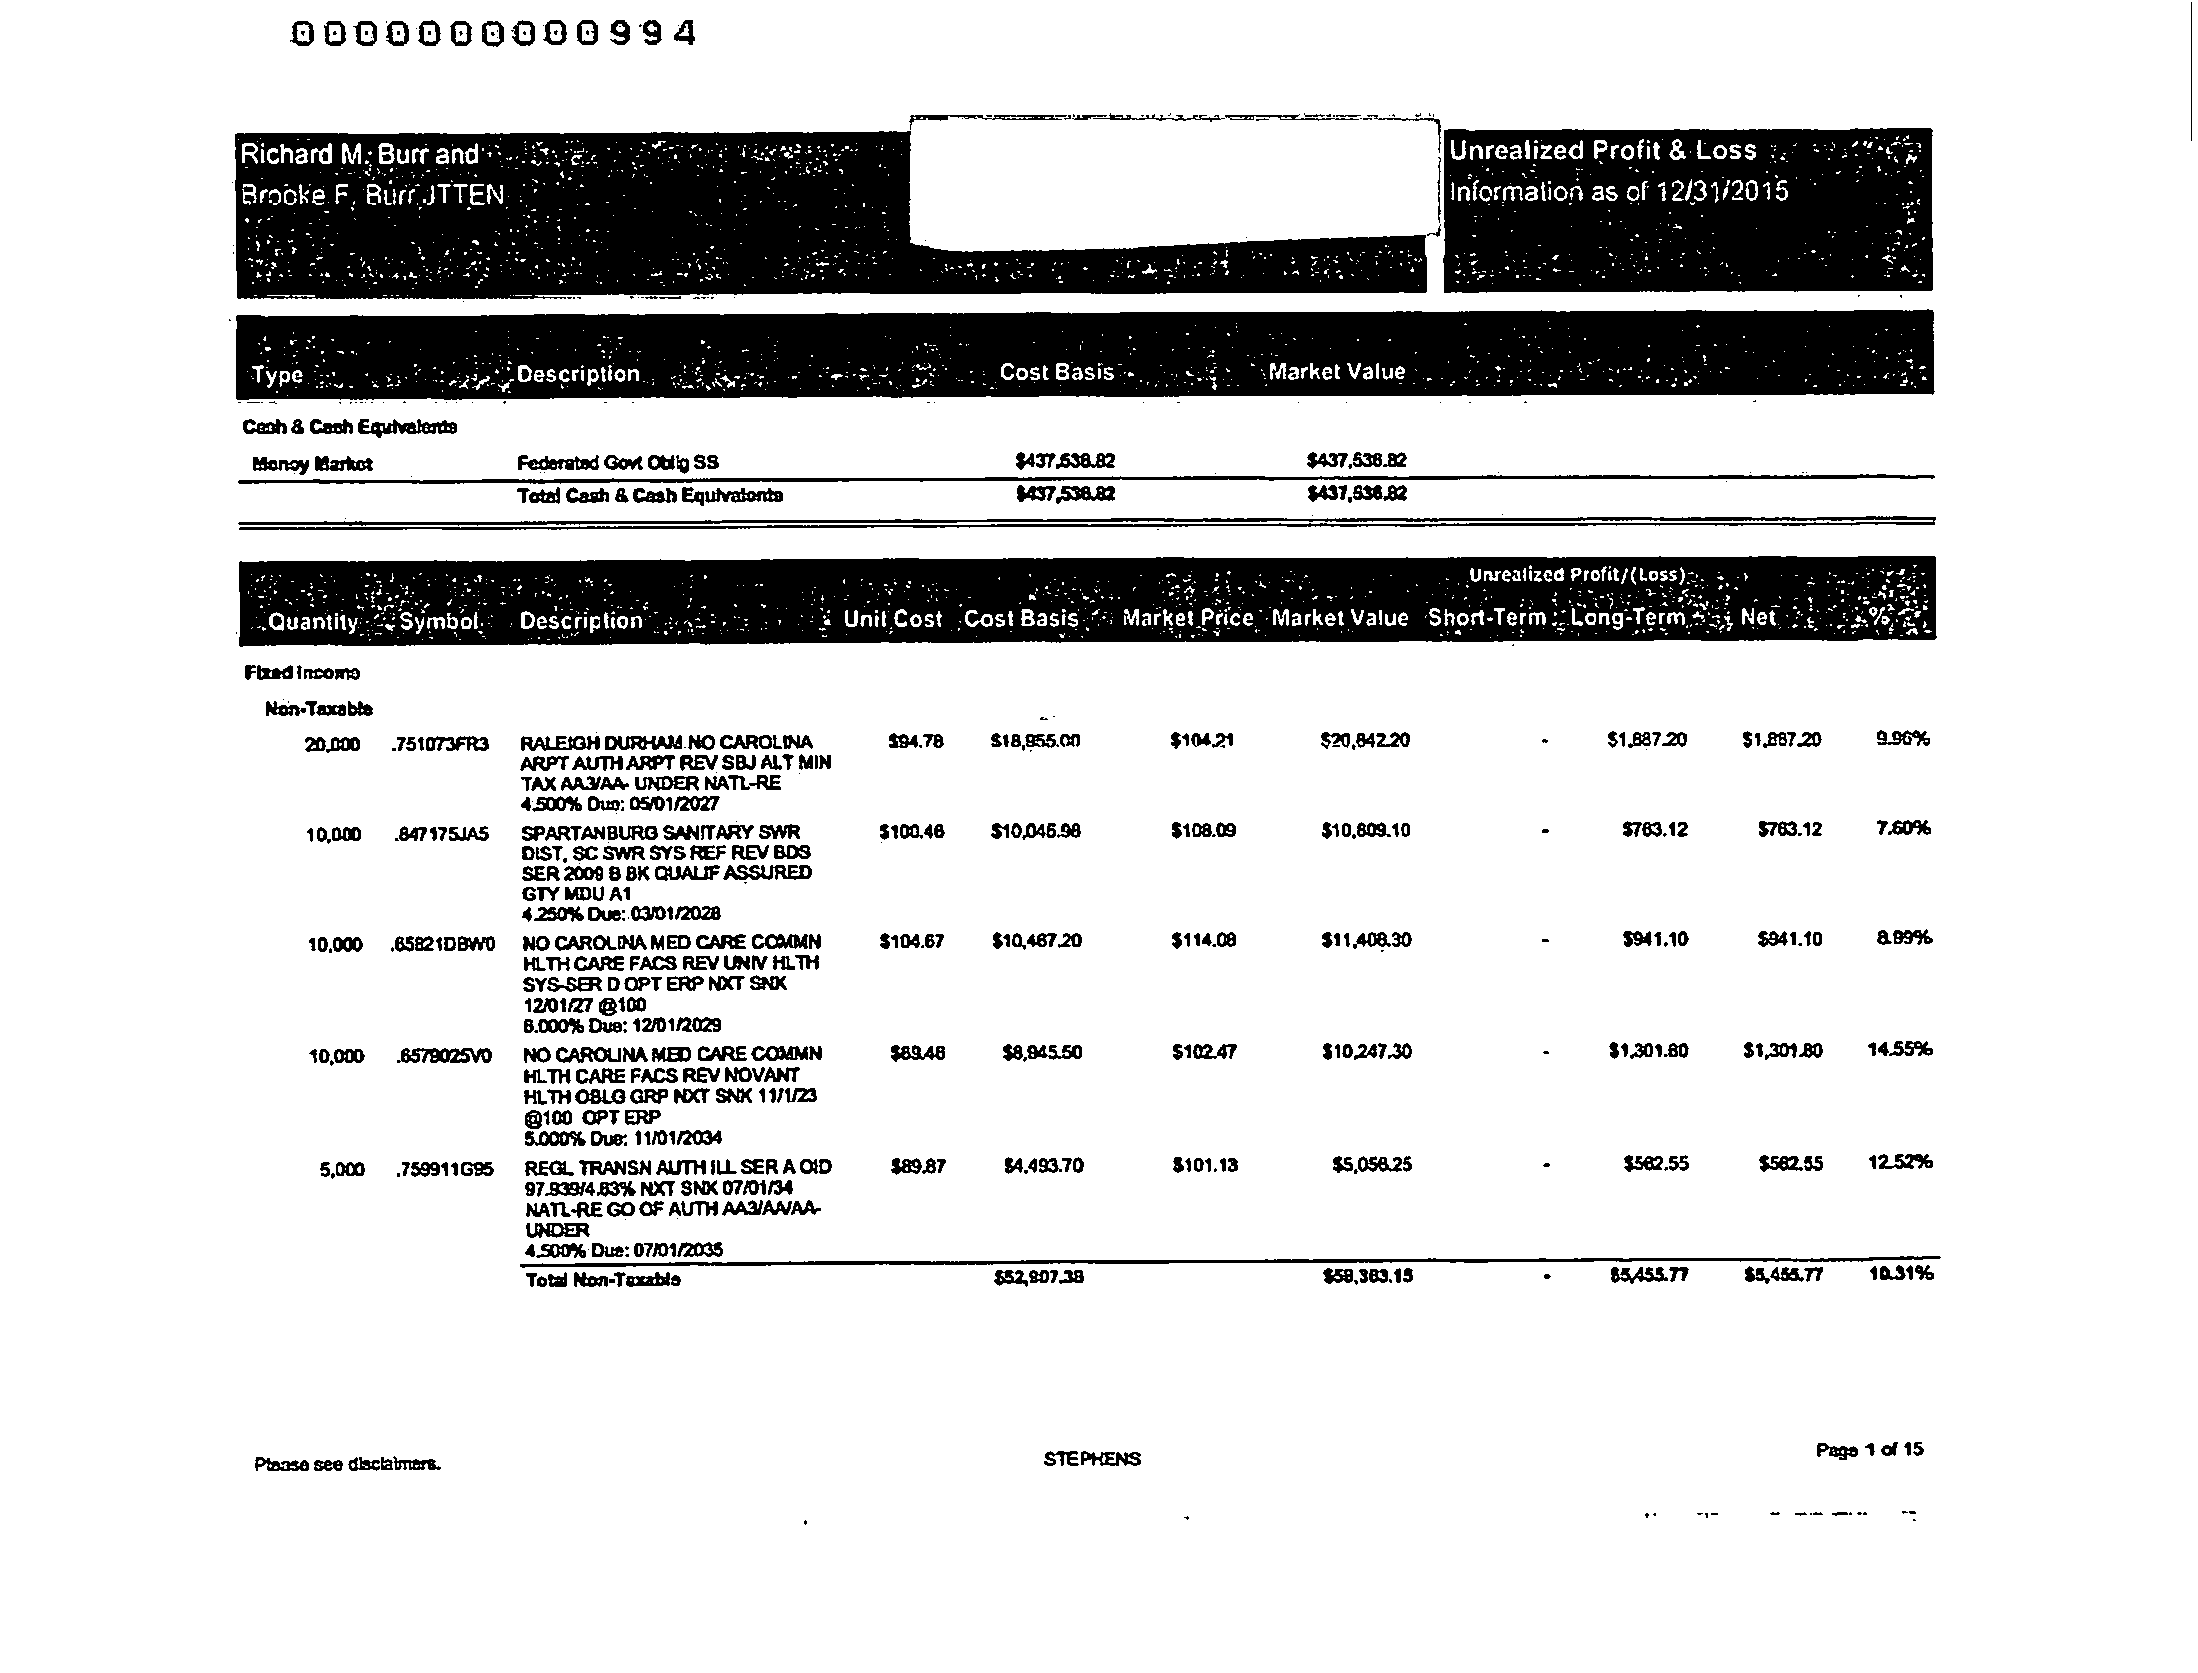 0000000000994
Richard M. Burr and
Brooke F. Burr JTTEN
Unrealized Profit & Loss
Information as of 12/31/2015
Type Description Cost Basis Market Value
Cash & Cash Equivalents
Money Market Federated Govt Oblig SS $437,536.82 $437,536.82
Total Cash & Cash Equivalents $437,536.82 $437,536.82
Unrealized Profit/(Loss)
Quantity Symbol Description Unit Cost Cost Basis Market Price Market Value Short-Term Long-Term Net %
Fixed Income
Non-Taxable
20,000 .751073FR3 RALEIGH DURHAM NO CAROLINA $94.78 $18,955.00 $104.21 $20,842.20 - $1,887.20 $1,887.20 9.96%
ARPT AUTH ARPT REV SBJ ALT MIN
TAX AA3/AA- UNDER NATL-RE
4.500% Due: 05/01/2027
10,000 .847175JA5 SPARTANBURG SANITARY SWR $100.46 $10,045.98 $108.09 $10,809.10 - $763.12 $763.12 7.60%
DIST, SC SWR SYS REF REV BDS
SER 2009 B BK QUALIF ASSURED
GTY MDU A1
4.250% Due: 03/01/2028
10,000 .65821DBW0 NO CAROLINA MED CARE COMMN $104.67 $10,467.20 $114.08 $11,408.30 - $941.10 $941.10 8.99%
HLTH CARE FACS REV UNIV HLTH
SYS-SER D OPT ERP NXT SNK
12/01/27 @100
6.000% Due: 12/01/2029
10,000 .6579025V0 NO CAROLINA MED CARE COMMN $89.46 $8,945.50 $102.47 $10,247.30 - $1,301.80 $1,301.80 14.55%
HLTH CARE FACS REV NOVANT
HLTH OBLG GRP NXT SNK 11/1/23
@100 OPT ERP
5.000% Due: 11/01/2034
5,000 .759911G95 REGL TRANSN AUTH ILL SER A OID $89.87 $4,493.70 $101.13 $5,056.25 - $562.55 $562.55 12.52%
97.939/4.63% NXT SNK 07/01/34
NATL-RE GO OF AUTH AA3/AA/AA-
UNDER
4.500% Due: 07/01/2035
Total Non-Taxable $52,907.38 $58,363.15 - $5,455.77 $5,455.77 10.31%
Please see disclaimers. STEPHENS Page 1 of 15